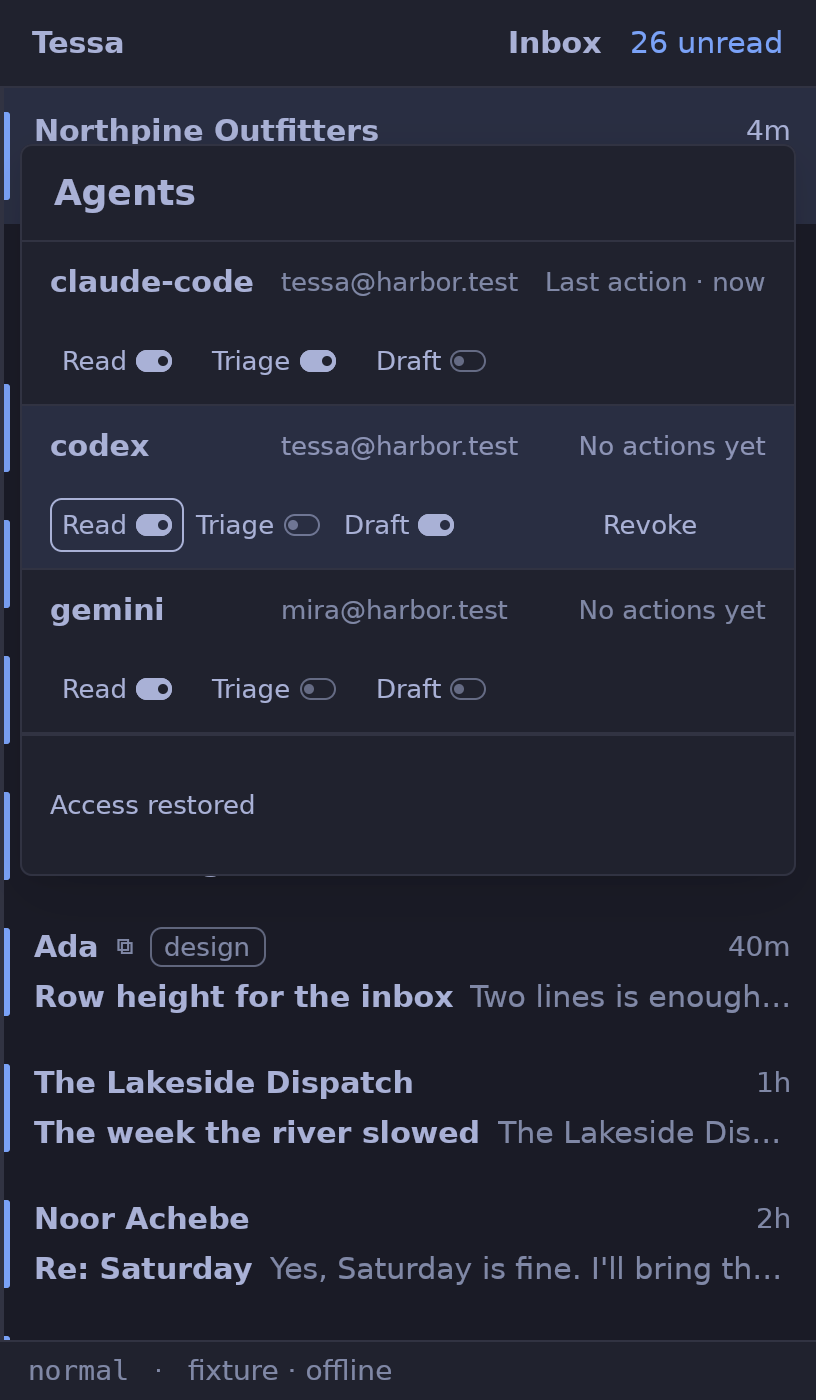 Tessa Inbox 26 unread
Northpine Outfitters 4m
Agents
claude-code tessa@harbor.test Last action · now
Read Triage Draft
codex tessa@harbor.test No actions yet
Read Triage Draft Revoke
gemini mira@harbor.test No actions yet
Read Triage Draft
Access restored
Ada design 40m
Row height for the inbox Two lines is enough…
The Lakeside Dispatch 1h
The week the river slowed The Lakeside Dis…
Noor Achebe 2h
Re: Saturday Yes, Saturday is fine. I'll bring th…
normal · fixture · offline